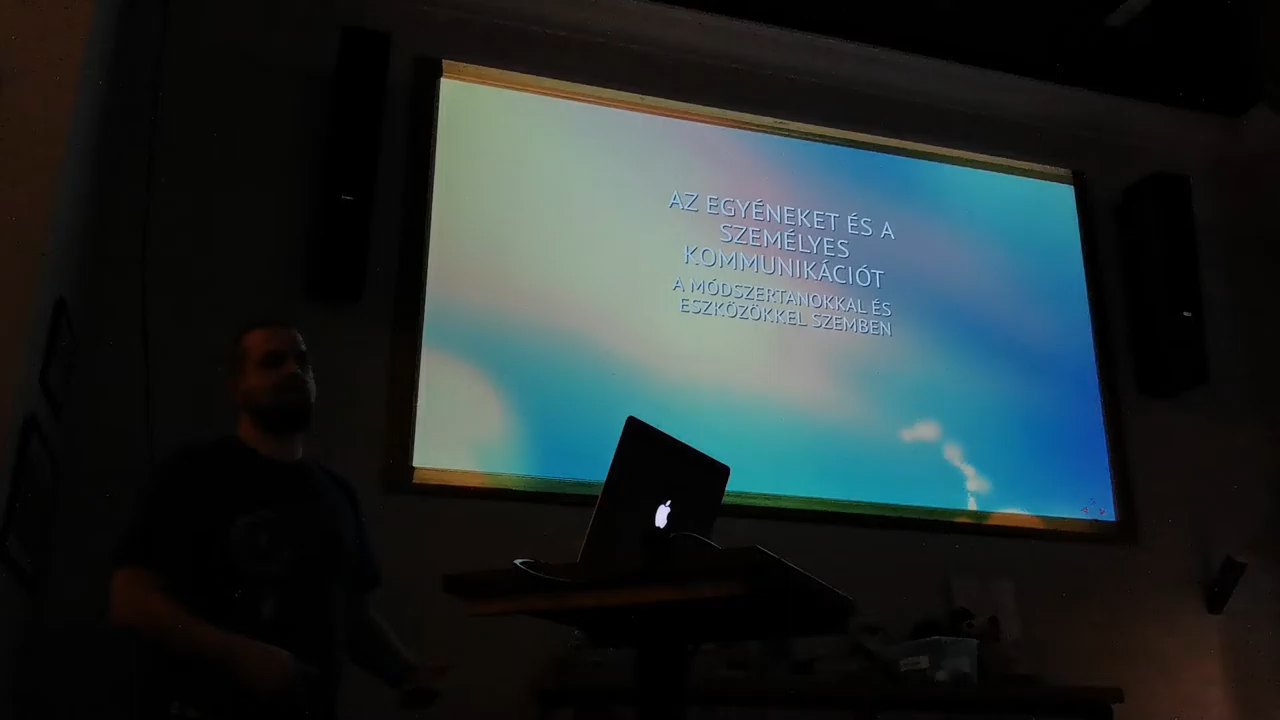 AZ EGYÉNEKET ÉS A
SZEMÉLYES
KOMMUNIKÁCIÓT
A MÓDSZERTANOKKAL ÉS
ESZKÖZÖKKEL SZEMBEN